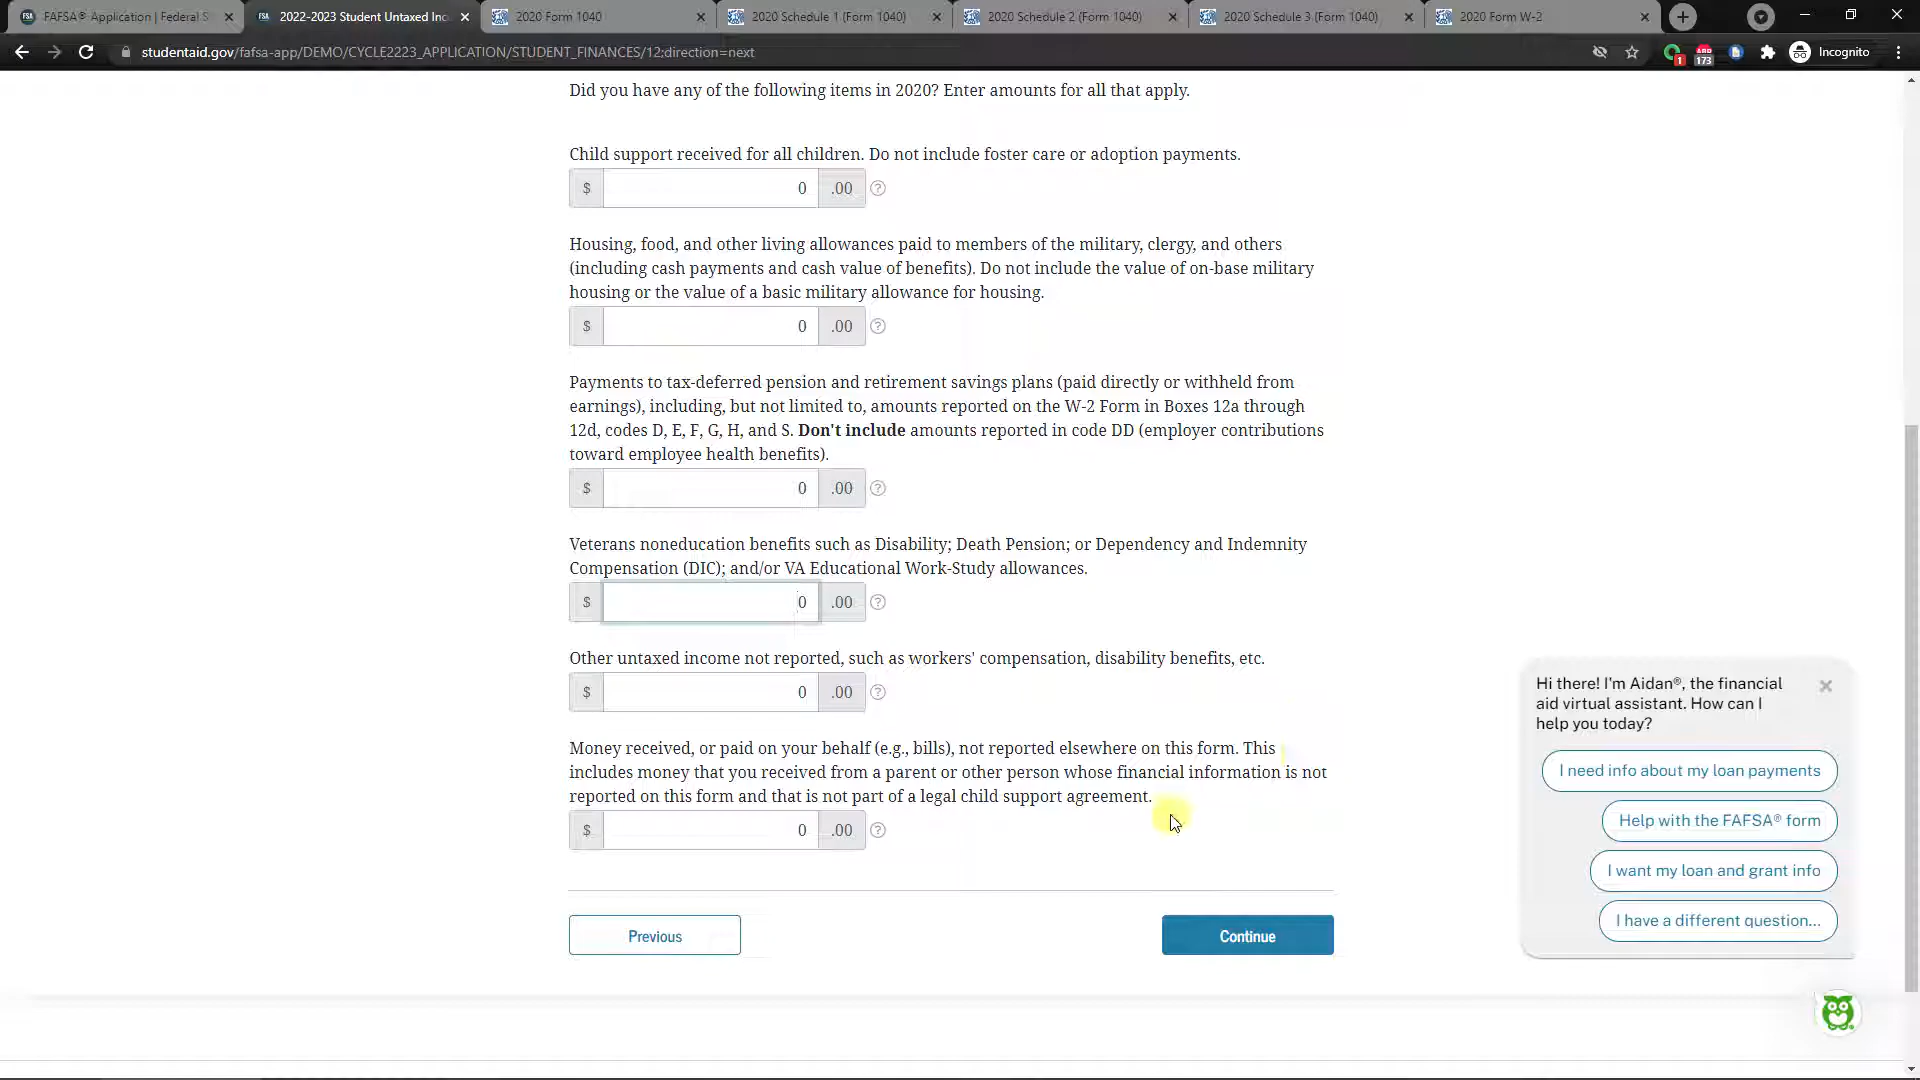 FAFSA® Application | Federal S
2022-2023 Student Untaxed Inc
2020 Form 1040
2020 Schedule 1 (Form 1040)
2020 Schedule 2 (Form 1040)
2020 Schedule 3 (Form 1040)
2020 Form W-2
studentaid.gov/fafsa-app/DEMO/CYCLE2223_APPLICATION/STUDENT_FINANCES/12;direction=next
1
173
Incognito
Did you have any of the following items in 2020? Enter amounts for all that apply.
Child support received for all children. Do not include foster care or adoption payments.
$ 0 .00 ?
Housing, food, and other living allowances paid to members of the military, clergy, and others
(including cash payments and cash value of benefits). Do not include the value of on-base military
housing or the value of a basic military allowance for housing.
$ 0 .00 ?
Payments to tax-deferred pension and retirement savings plans (paid directly or withheld from
earnings), including, but not limited to, amounts reported on the W-2 Form in Boxes 12a through
12d, codes D, E, F, G, H, and S. Don't include amounts reported in code DD (employer contributions
toward employee health benefits).
$ 0 .00 ?
Veterans noneducation benefits such as Disability; Death Pension; or Dependency and Indemnity
Compensation (DIC); and/or VA Educational Work-Study allowances.
$ 0 .00 ?
Other untaxed income not reported, such as workers' compensation, disability benefits, etc.
$ 0 .00 ?
Money received, or paid on your behalf (e.g., bills), not reported elsewhere on this form. This
includes money that you received from a parent or other person whose financial information is not
reported on this form and that is not part of a legal child support agreement.
$ 0 .00 ?
Previous
Continue
Hi there! I'm Aidan®, the financial
aid virtual assistant. How can I
help you today?
I need info about my loan payments
Help with the FAFSA® form
I want my loan and grant info
I have a different question...